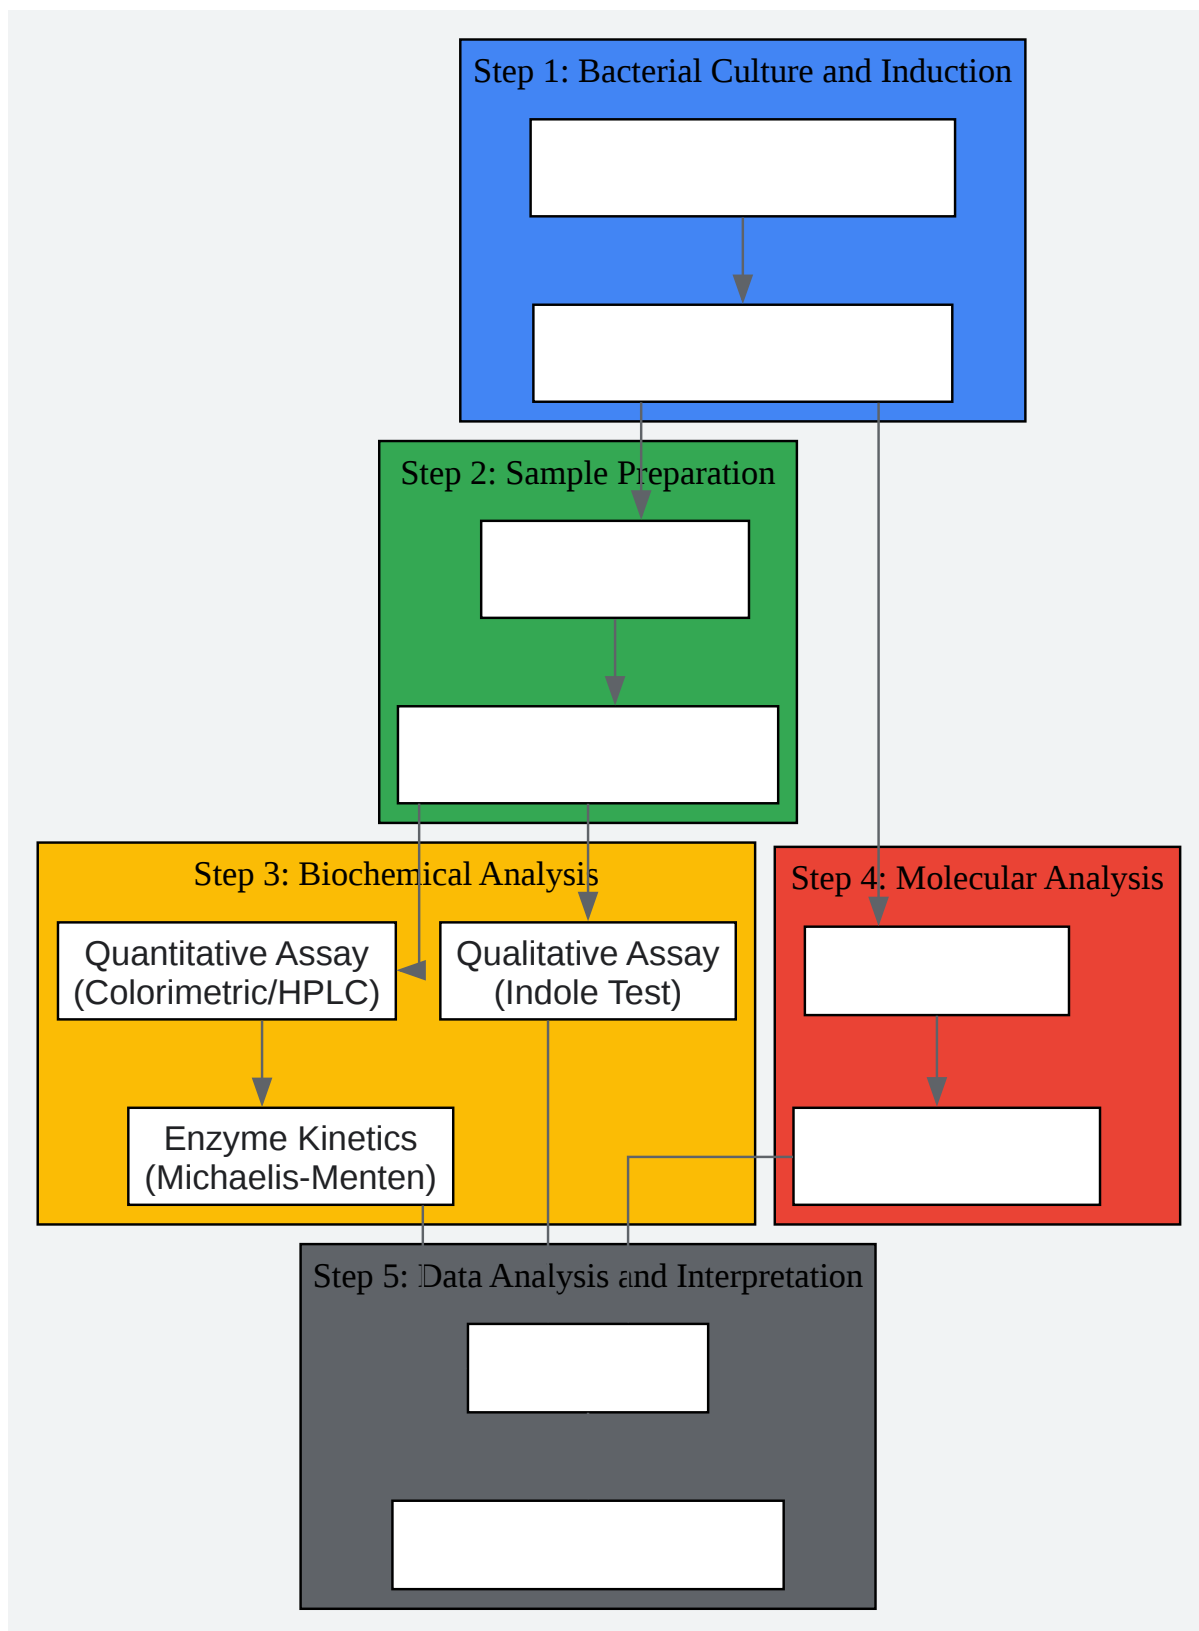 Step 1: Bacterial Culture and Induction
Step 2: Sample Preparation
Step 3: Biochemical Analysis
Quantitative Assay
(Colorimetric/HPLC)
Qualitative Assay
(Indole Test)
Enzyme Kinetics
(Michaelis-Menten)
Step 4: Molecular Analysis
Step 5: Data Analysis and Interpretation